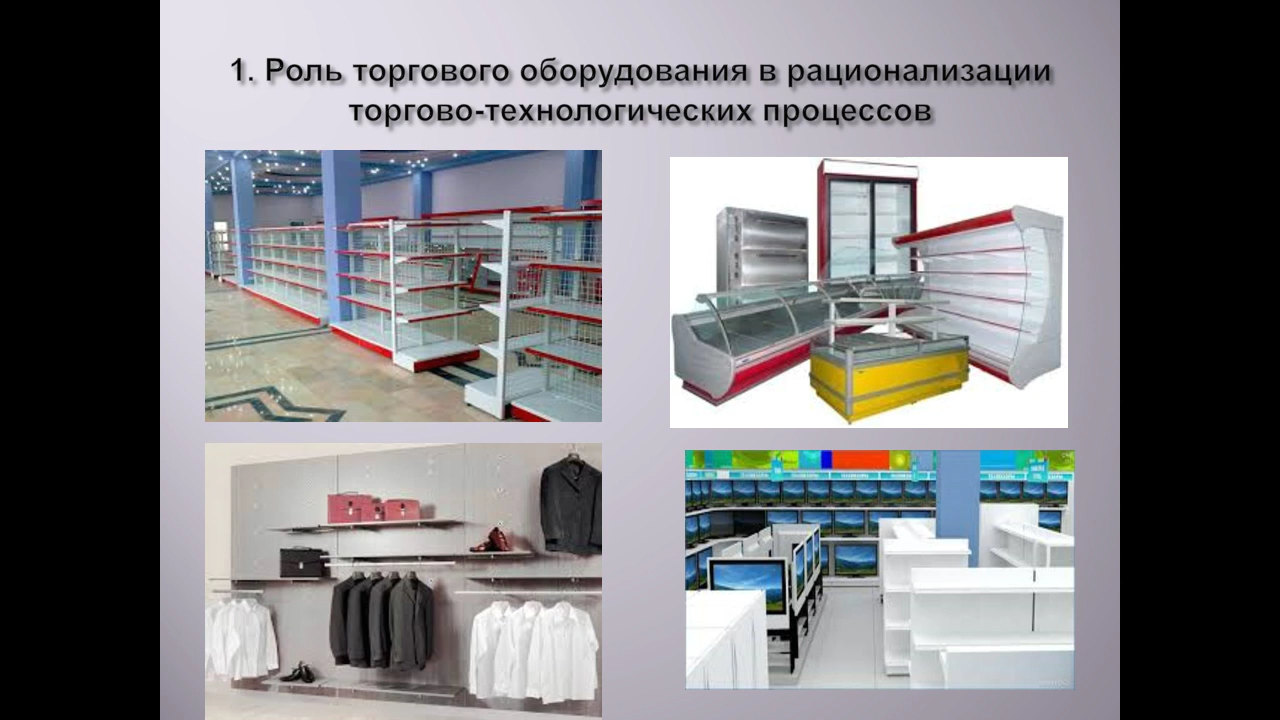 1. Роль торгового оборудования в рационализации
торгово-технологических процессов